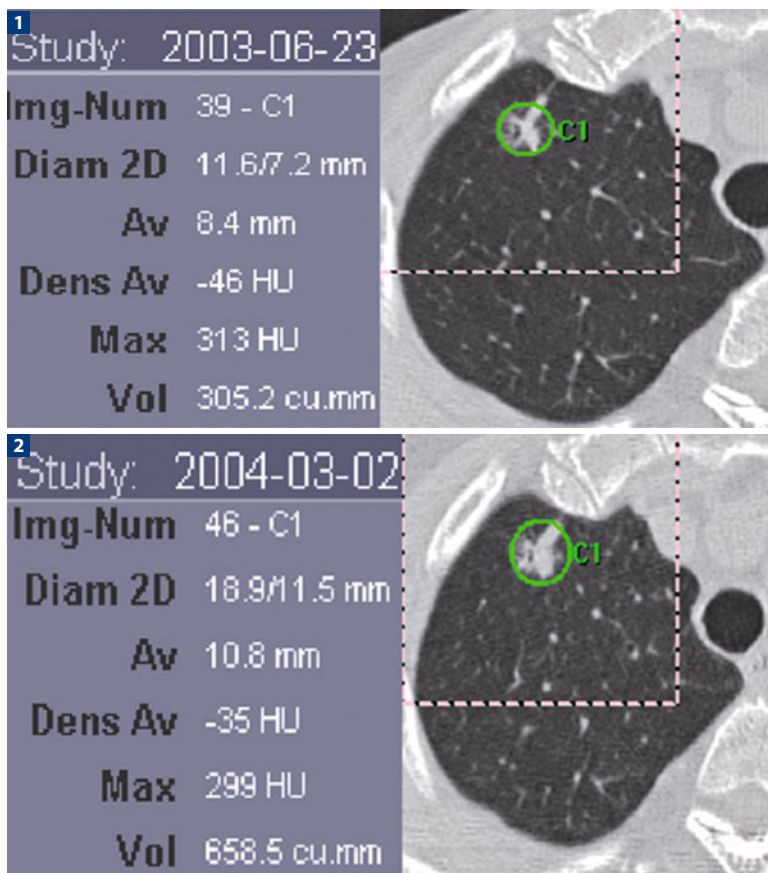 1
Study: 2003-06-23
Img-Num 39 - C1
Diam 2D 11.6/7.2 mm
Av 8.4 mm
Dens Av -46 HU
Max 313 HU
Vol 305.2 cu.mm
C1
2
Study: 2004-03-02
Img-Num 46 - C1
Diam 2D 18.9/11.5 mm
Av 10.8 mm
Dens Av -35 HU
Max 299 HU
Vol 658.5 cu.mm
C1